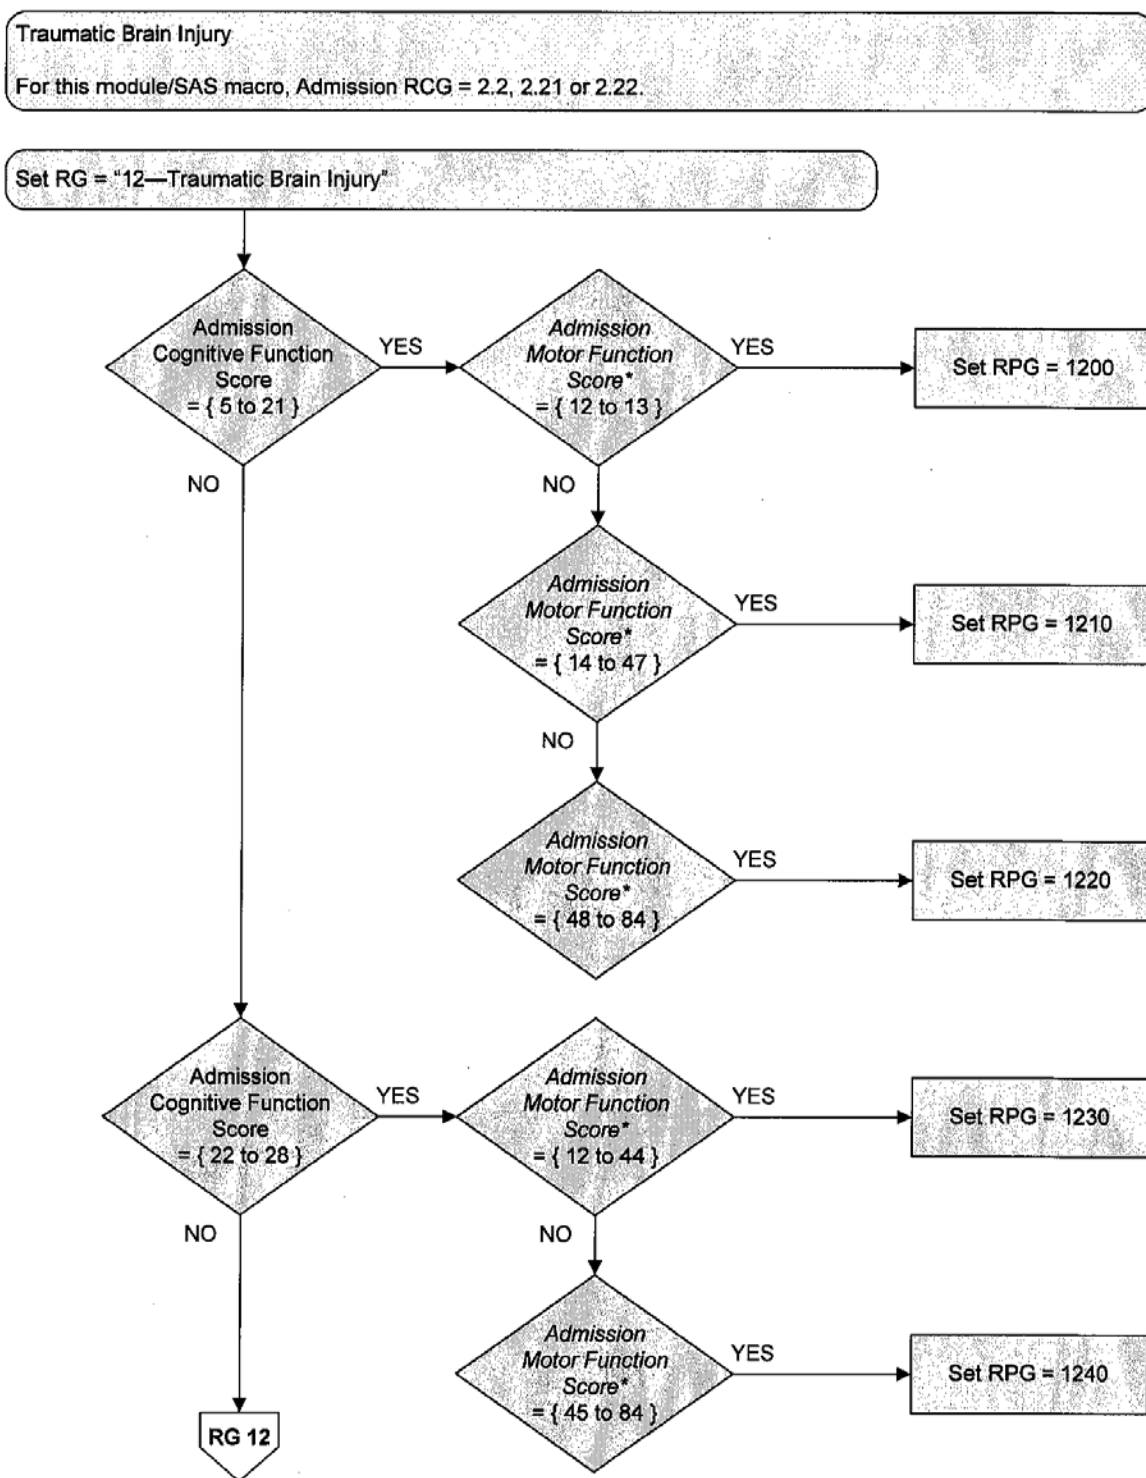 Traumatic Brain Injury
For this module/SAS macro, Admission RCG = 2.2, 2.21 or 2.22.
Set RG = "12—Traumatic Brain Injury"
Admission
Cognitive Function
Score
= { 5 to 21 }
YES
Admission
Motor Function
Score*
= { 12 to 13 }
YES
Set RPG = 1200
NO
NO
Admission
Motor Function
Score*
= { 14 to 47 }
YES
Set RPG = 1210
NO
Admission
Motor Function
Score*
= { 48 to 84 }
YES
Set RPG = 1220
Admission
Cognitive Function
Score
= { 22 to 28 }
YES
Admission
Motor Function
Score*
= { 12 to 44 }
YES
Set RPG = 1230
NO
NO
Admission
Motor Function
Score*
= { 45 to 84 }
YES
Set RPG = 1240
RG 12